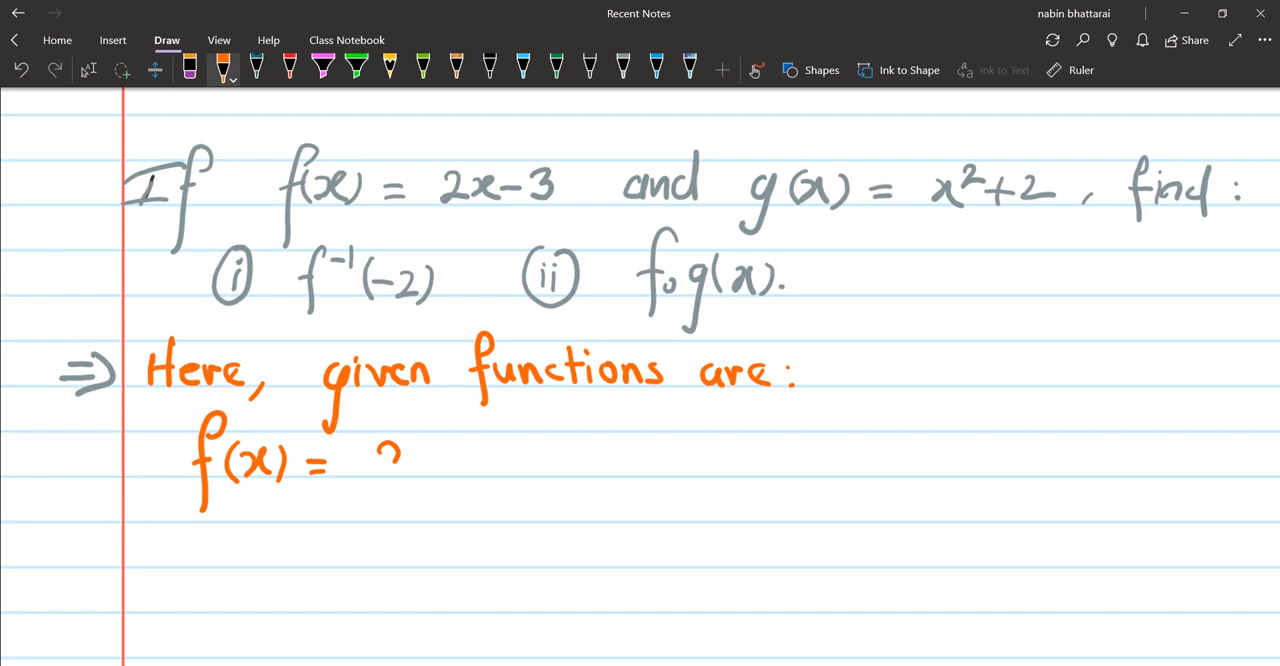 Recent Notes
nabin bhattarai
Home Insert Draw View Help Class Notebook
Share
Shapes Ink to Shape Ink to Text Ruler
If f(x) = 2x-3 and g(x) = x²+2, find:
(i) f⁻¹(-2) (ii) fog(x).
⇒ Here, given functions are:
f(x) =